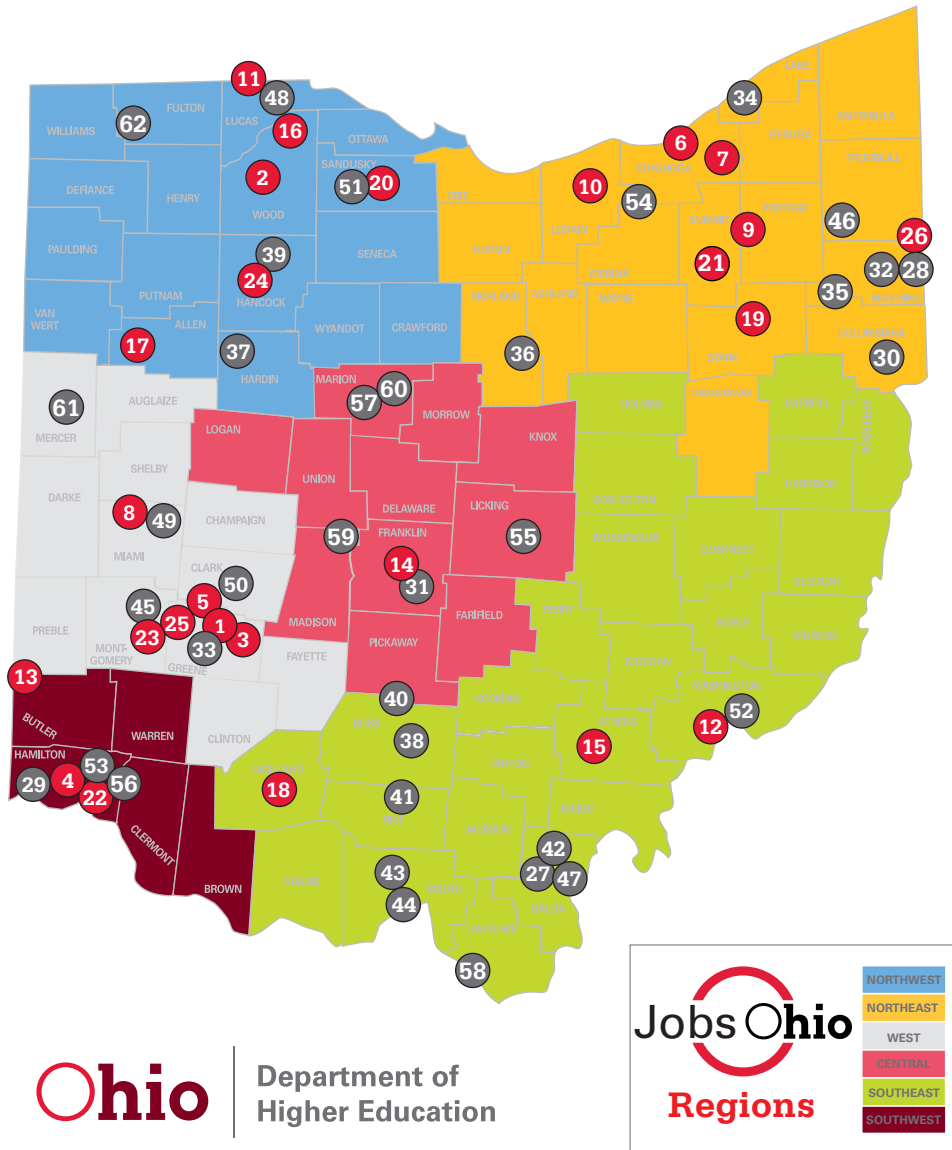 LAKE
11
34
48
FULTON
ASHTABULA
LUCAS
62
16
WILLIAMS
OTTAWA
GEAUGA
6
CUYAHOGA
7
TRUMBULL
SANDUSKY
2
51
20
10
DEFIANCE
HENRY
ERIE
54
WOOD
PORTAGE
SUMMIT
46
9
LORAIN
26
PAULDING
39
SENECA
HURON
21
32
28
24
MEDINA
35
MAHONING
PUTNAM
HANCOCK
RICHLAND
ASHLAND
WAYNE
VAN
WERT
ALLEN
WYANDOT
CRAWFORD
19
COLUMBIANA
17
37
36
STARK
30
HARDIN
MARION
60
57
TUSCARAWAS
AUGLAIZE
61
MORROW
HOLMES
CARROLL
JEFFERSON
MERCER
LOGAN
KNOX
SHELBY
UNION
HARRISON
DARKE
COSHOCTON
DELAWARE
LICKING
8
49
CHAMPAIGN
FRANKLIN
59
55
MUSKINGUM
GUERNSEY
MIAMI
14
CLARK
50
31
BELMONT
5
45
FARIFIELD
PERRY
25
1
MADISON
NOBLE
PREBLE
23
3
PICKAWAY
MONROE
MONT-
GOMERY
33
FAYETTE
MORGAN
GREENE
13
WASHINGTON
40
HOCKING
BUTLER
ROSS
52
WARREN
CLINTON
38
ATHENS
12
HAMILTON
15
53
VINTON
HIGHLAND
29
4
56
18
22
41
MEIGS
PIKE
JACKSON
CLERMONT
42
43
27
47
BROWN
ADAMS
SCIOTO
44
GALLIA
LAWRENCE
58
NORTHWEST
NORTHEAST
Jobs Ohio
WEST
CENTRAL
Regions
SOUTHEAST
SOUTHWEST
Ohio
Department of
Higher Education